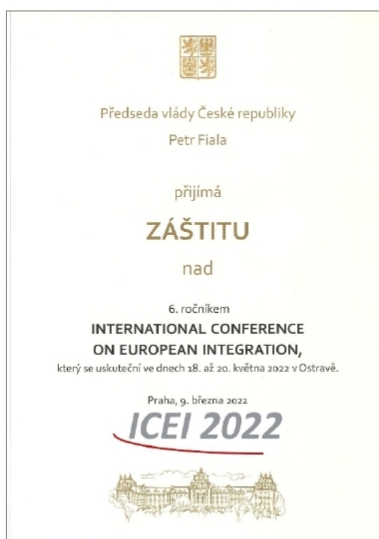 Předseda vlády České republiky
Petr Fiala
přijímá
ZÁŠTITU
nad
6. ročníkem
INTERNATIONAL CONFERENCE
ON EUROPEAN INTEGRATION,
který se uskuteční ve dnech 18. až 20. května 2022 v Ostravě.
Praha, 9. března 2022
ICEI 2022